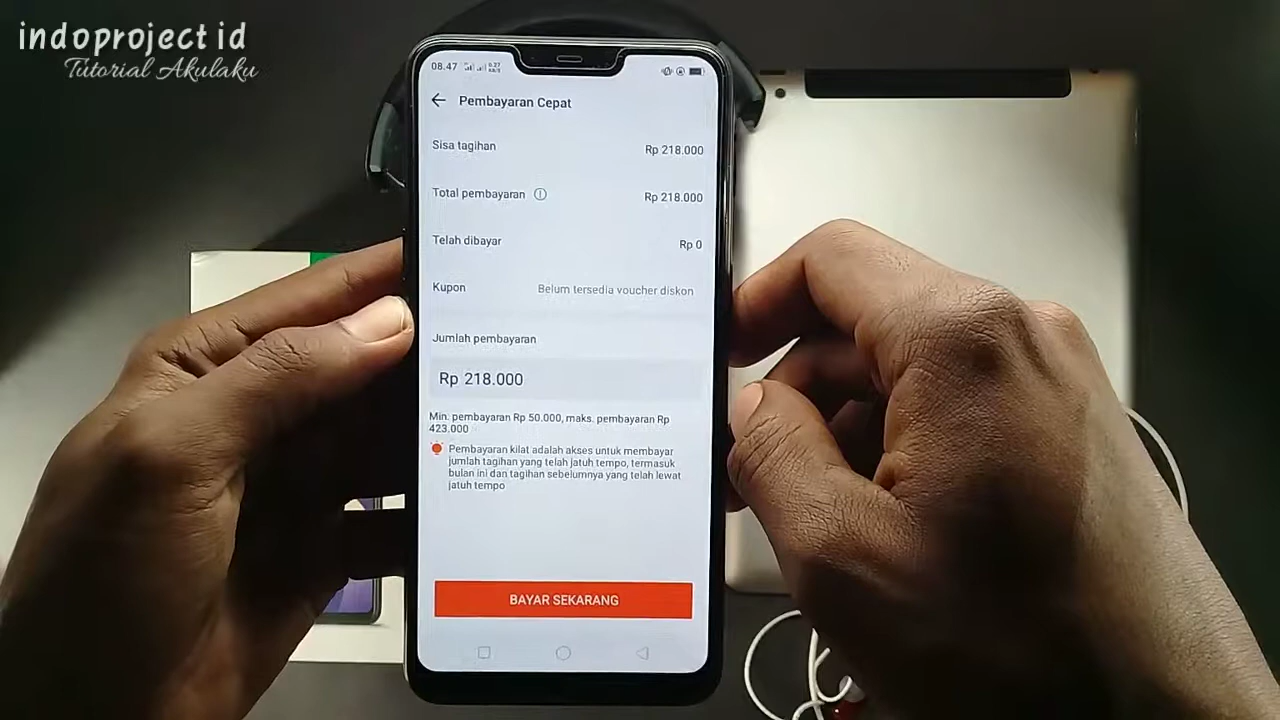 indoproject id
Tutorial Akulaku
08.47
Pembayaran Cepat
Sisa tagihan Rp 218.000
Total pembayaran Rp 218.000
Telah dibayar Rp 0
Kupon Belum tersedia voucher diskon
Jumlah pembayaran
Rp 218.000
Min. pembayaran Rp 50.000, maks. pembayaran Rp
423.000
Pembayaran kilat adalah akses untuk membayar
jumlah tagihan yang telah jatuh tempo, termasuk
bulan ini dan tagihan sebelumnya yang telah lewat
jatuh tempo
BAYAR SEKARANG